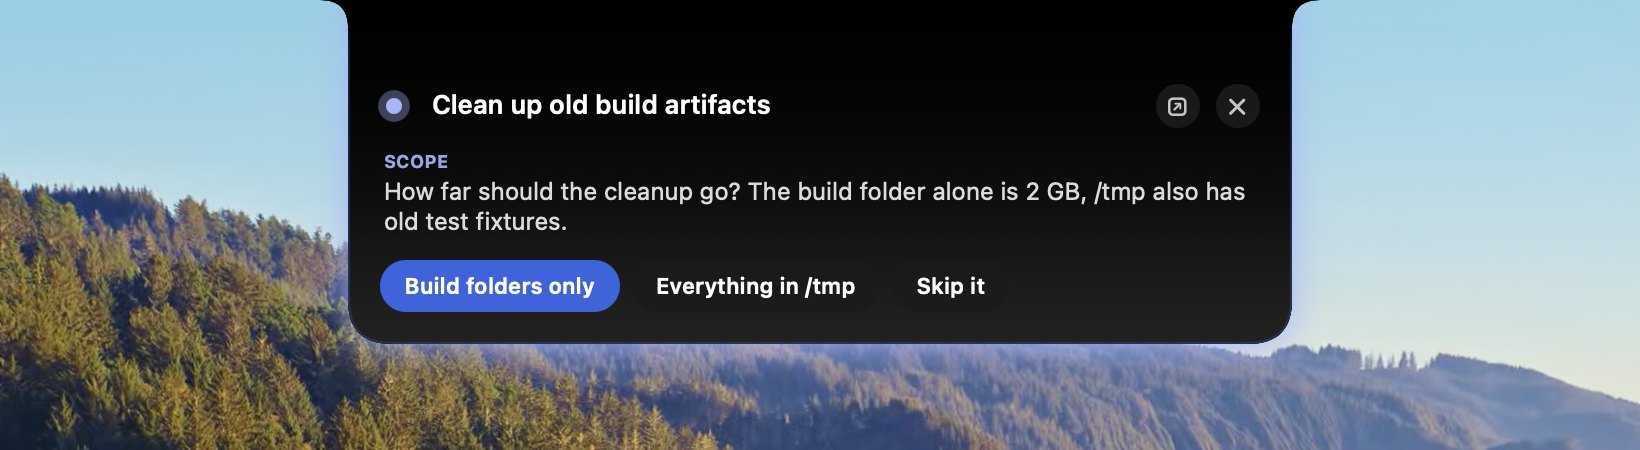 Clean up old build artifacts
SCOPE
How far should the cleanup go? The build folder alone is 2 GB, /tmp also has
old test fixtures.
Build folders only
Everything in /tmp
Skip it